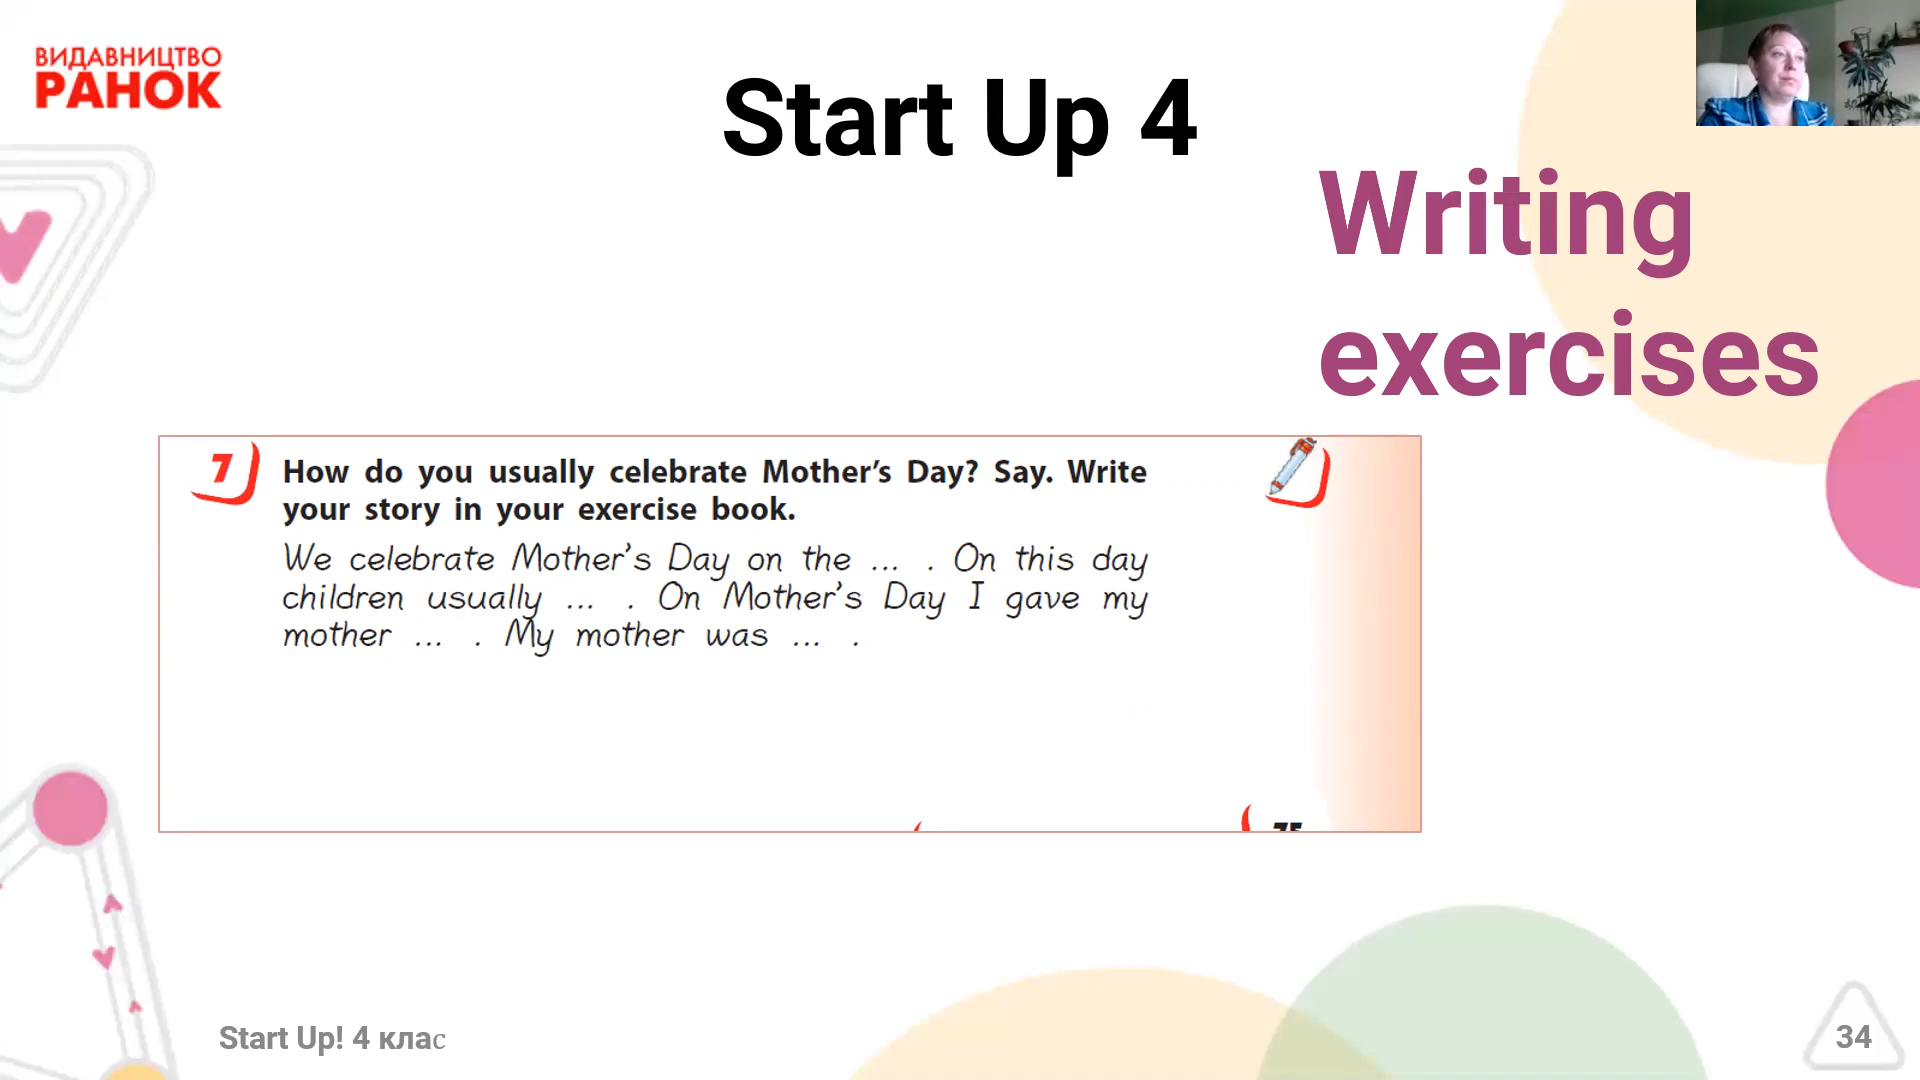 ВИДАВНИЦТВО
РАНОК
Start Up 4
Writing
exercises
7
How do you usually celebrate Mother's Day? Say. Write
your story in your exercise book.
We celebrate Mother's Day on the ... . On this day
children usually ... . On Mother's Day I gave my
mother ... . My mother was ... .
Start Up! 4 клас
34